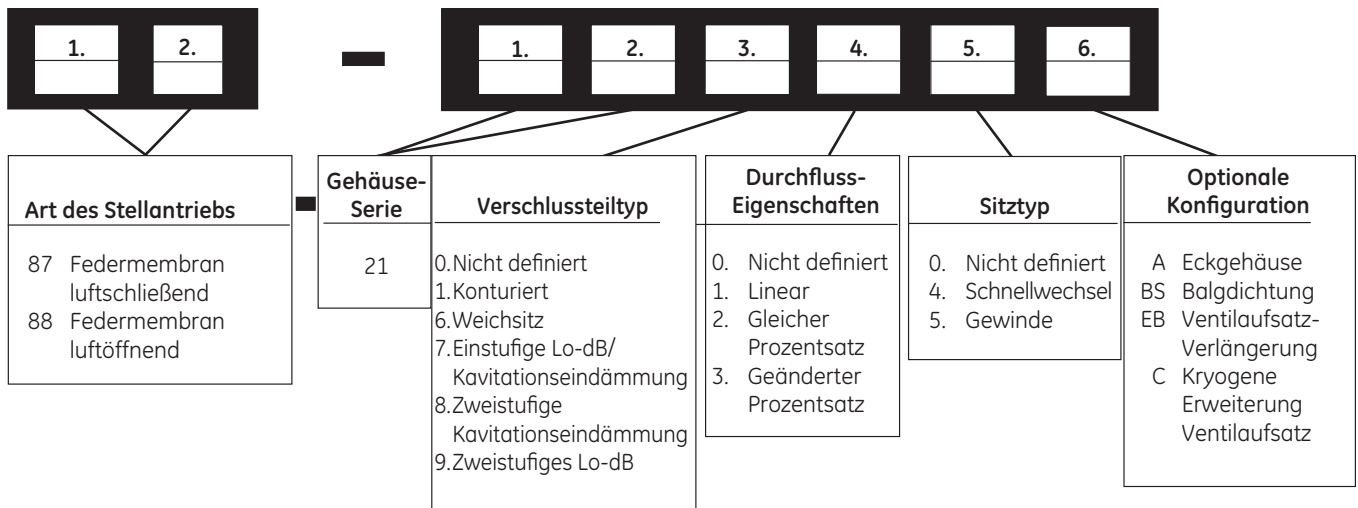 1. 2. 1. 2. 3. 4. 5. 6.
Art des Stellantriebs
87 Federmembran
luftschließend
88 Federmembran
luftöffnend
Gehäuse-
Serie
21
Verschlussteiltyp
0.Nicht definiert
1.Konturiert
6.Weichsitz
7.Einstufige Lo-dB/
Kavitationseindämmung
8.Zweistufige
Kavitationseindämmung
9.Zweistufiges Lo-dB
Durchfluss-
Eigenschaften
0. Nicht definiert
1. Linear
2. Gleicher
Prozentsatz
3. Geänderter
Prozentsatz
Sitztyp
0. Nicht definiert
4. Schnellwechsel
5. Gewinde
Optionale
Konfiguration
A Eckgehäuse
BS Balgdichtung
EB Ventilaufsatz-
Verlängerung
C Kryogene
Erweiterung
Ventilaufsatz